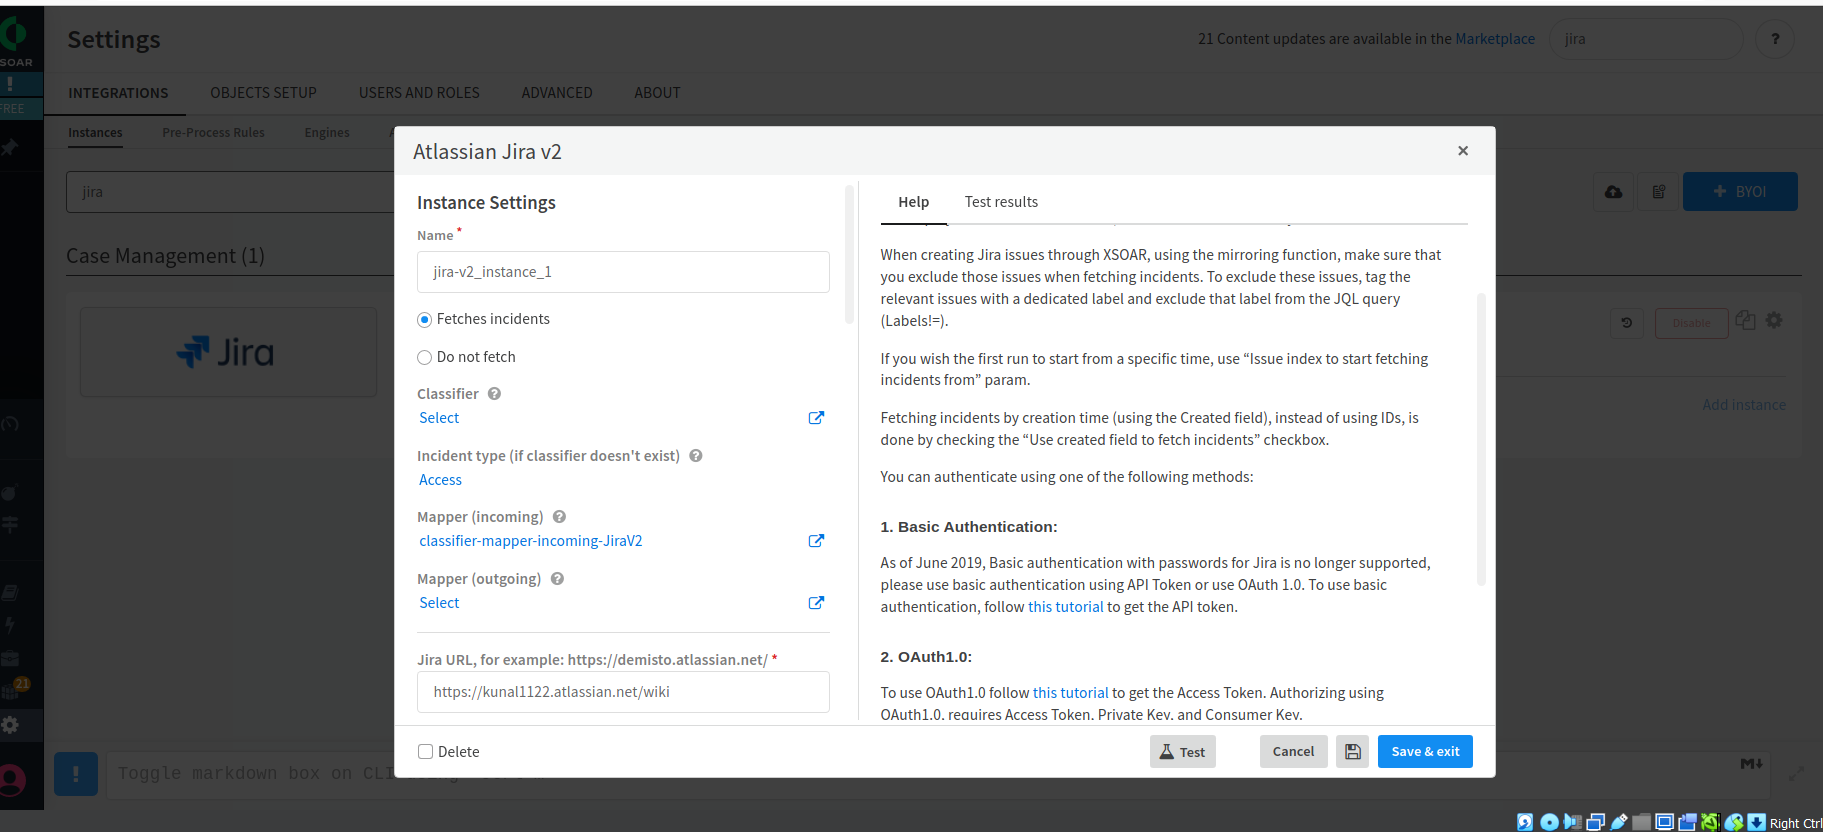 Settings
21 Content updates are available in the Marketplace
jira
?
SOAR
FREE
INTEGRATIONS
OBJECTS SETUP
USERS AND ROLES
ADVANCED
ABOUT
Instances
Pre-Process Rules
Engines
jira
BYOI
Case Management (1)
Jira
Disable
Add instance
Atlassian Jira v2
Instance Settings
Name *
jira-v2_instance_1
Fetches incidents
Do not fetch
Classifier
Select
Incident type (if classifier doesn't exist)
Access
Mapper (incoming)
classifier-mapper-incoming-JiraV2
Mapper (outgoing)
Select
Jira URL, for example: https://demisto.atlassian.net/ *
https://kunal1122.atlassian.net/wiki
Help
Test results
When creating Jira issues through XSOAR, using the mirroring function, make sure that
you exclude those issues when fetching incidents. To exclude these issues, tag the
relevant issues with a dedicated label and exclude that label from the JQL query
(Labels!=).
If you wish the first run to start from a specific time, use “Issue index to start fetching
incidents from” param.
Fetching incidents by creation time (using the Created field), instead of using IDs, is
done by checking the “Use created field to fetch incidents” checkbox.
You can authenticate using one of the following methods:
1. Basic Authentication:
As of June 2019, Basic authentication with passwords for Jira is no longer supported,
please use basic authentication using API Token or use OAuth 1.0. To use basic
authentication, follow this tutorial to get the API token.
2. OAuth1.0:
To use OAuth1.0 follow this tutorial to get the Access Token. Authorizing using
OAuth1.0, requires Access Token, Private Key, and Consumer Key.
Delete
Test
Cancel
Save & exit
21
Toggle markdown box on CLI
Right Ctrl